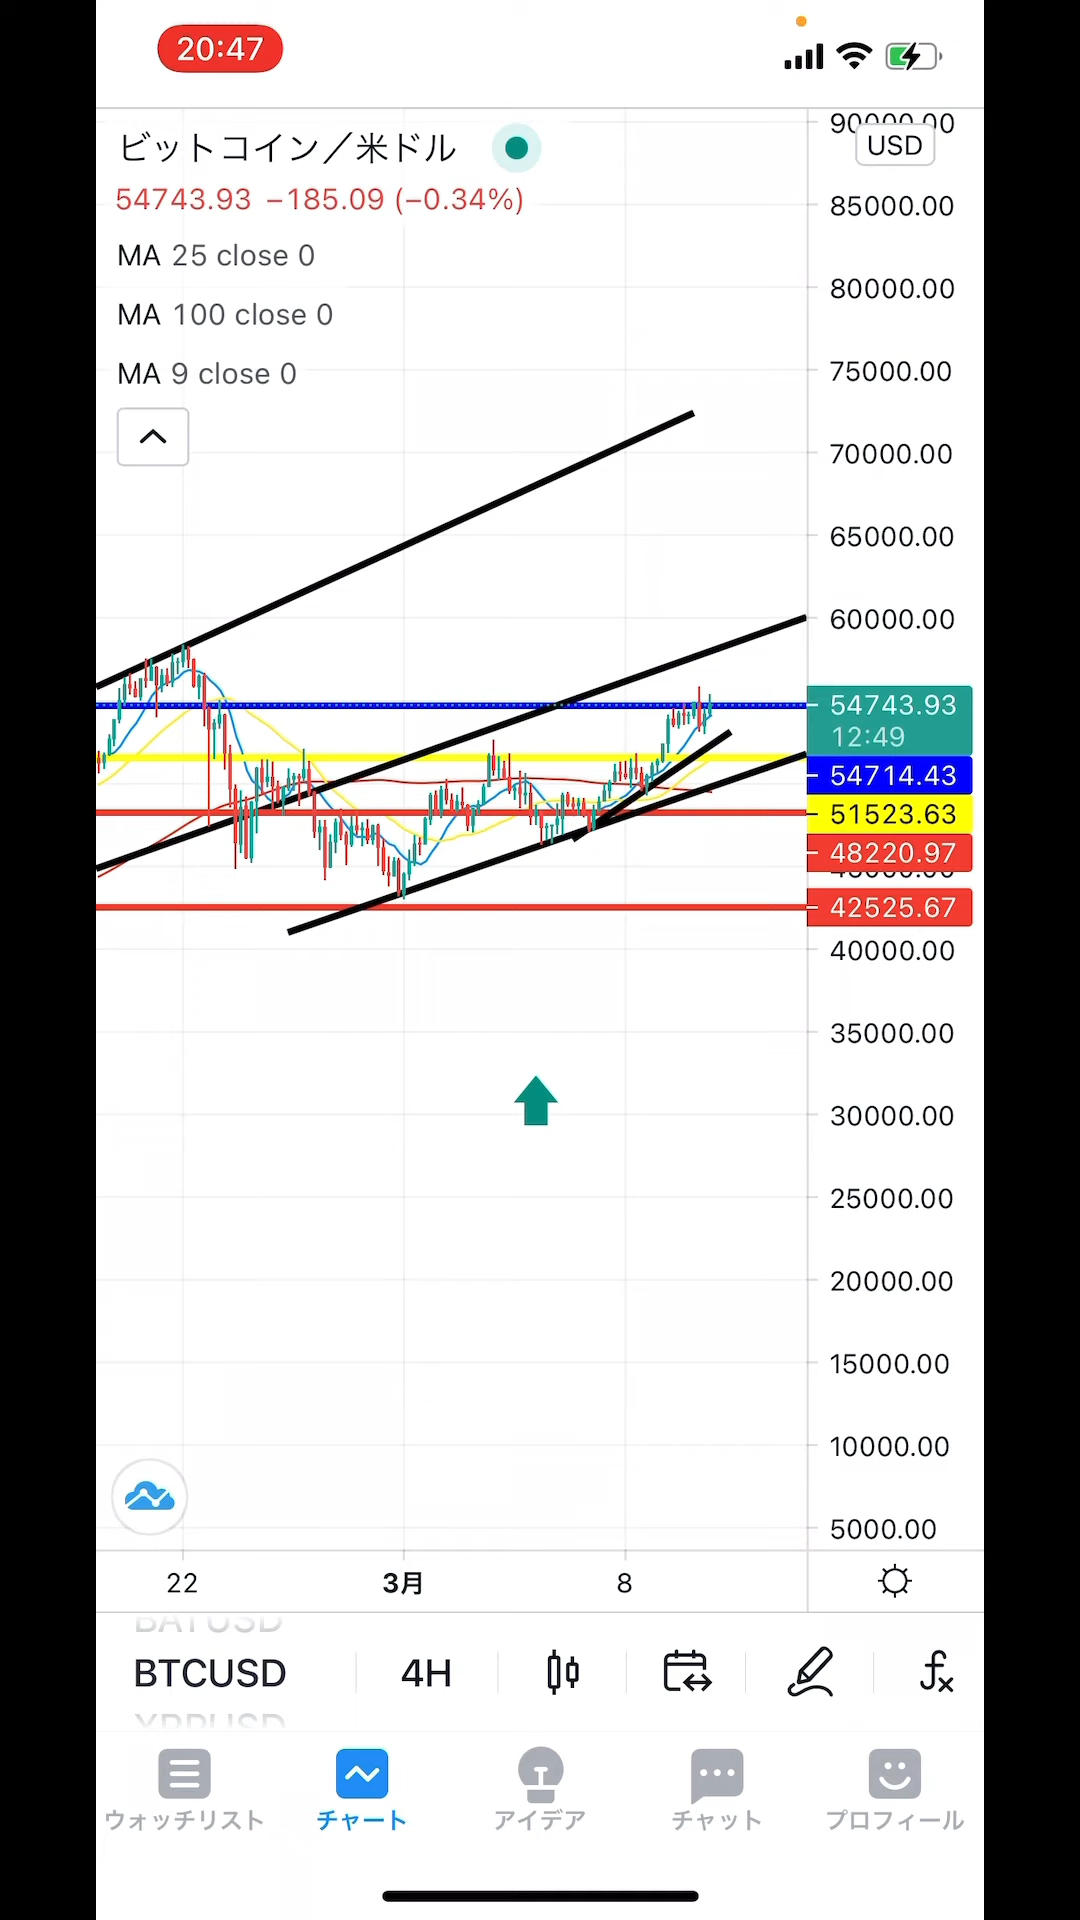 20:47
ビットコイン／米ドル
54743.93 −185.09 (−0.34%)
MA 25 close 0
MA 100 close 0
MA 9 close 0
90000.00
USD
85000.00
80000.00
75000.00
70000.00
65000.00
60000.00
54743.93
12:49
54714.43
51523.63
48220.97
42525.67
40000.00
35000.00
30000.00
25000.00
20000.00
15000.00
10000.00
5000.00
22
3月
8
BATUSD
BTCUSD
4H
XRPUSD
ウォッチリスト
チャート
アイデア
チャット
プロフィール